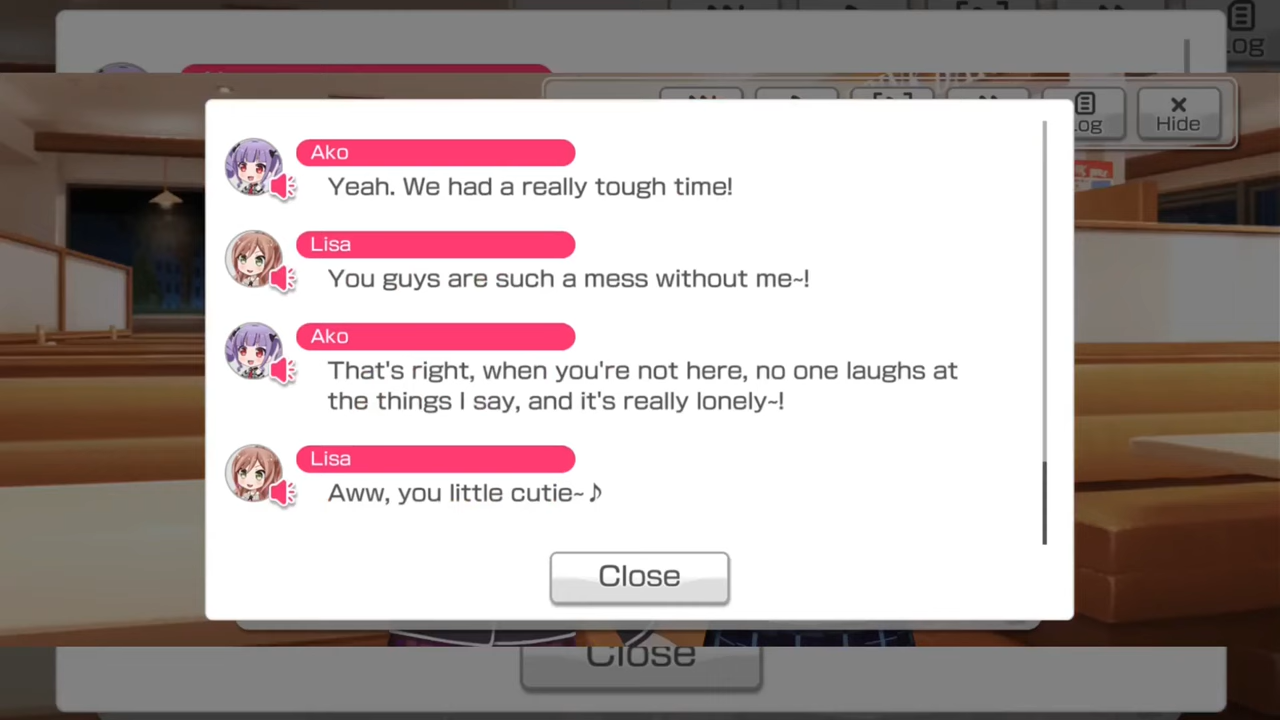 Log
Log
Hide
Ako
Yeah. We had a really tough time!
Lisa
You guys are such a mess without me~!
Ako
That's right, when you're not here, no one laughs at
the things I say, and it's really lonely~!
Lisa
Aww, you little cutie~♪
Close
Close